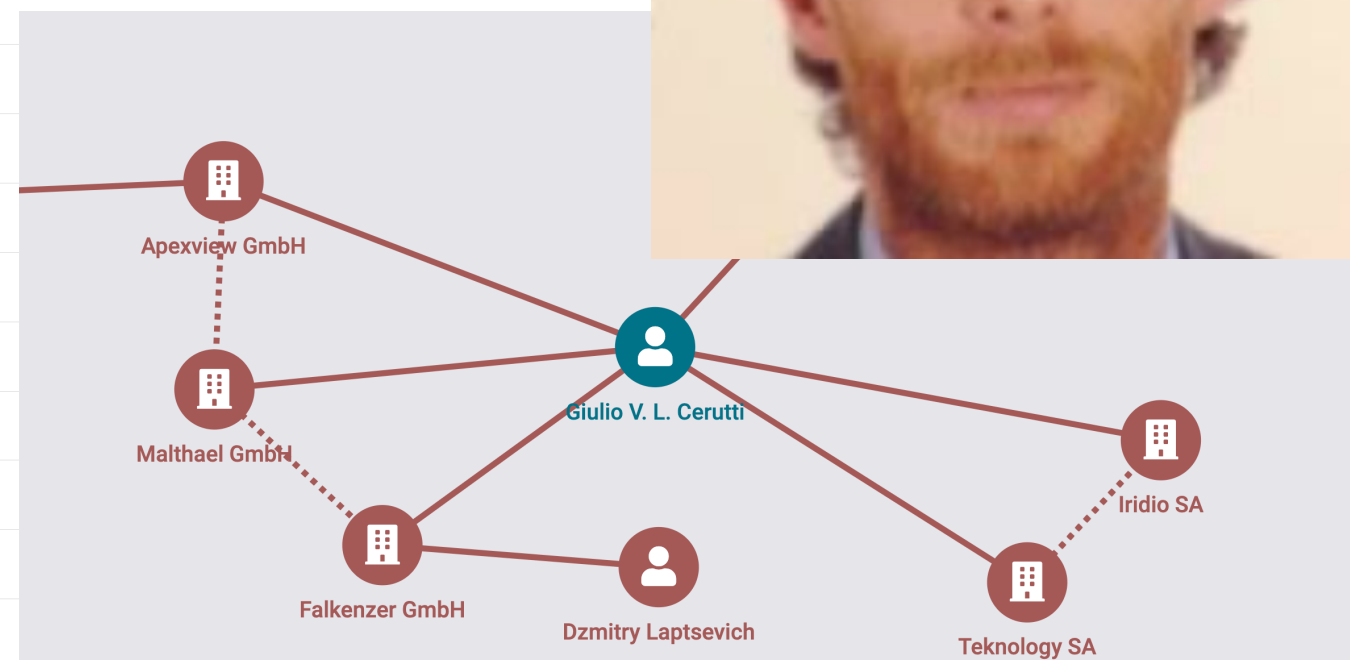 Apexview GmbH
Giulio V. L. Cerutti
Malthael GmbH
Iridio SA
Falkenzer GmbH
Dzmitry Laptsevich
Teknology SA